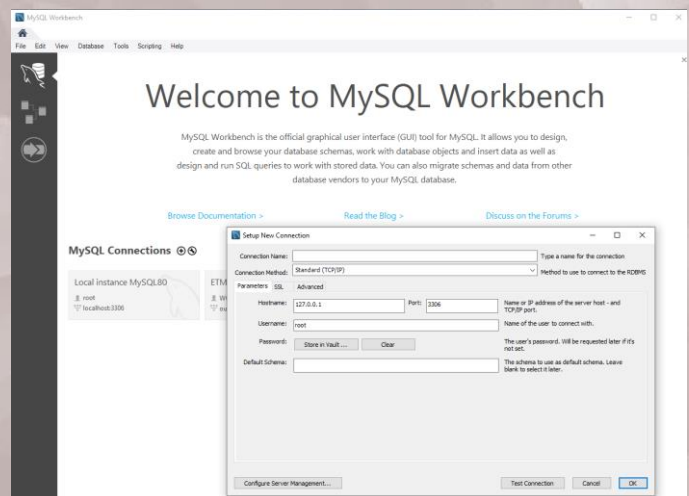 MySQL Workbench
File Edit View Database Tools Scripting Help
Welcome to MySQL Workbench
MySQL Workbench is the official graphical user interface (GUI) tool for MySQL. It allows you to design,
create and browse your database schemas, work with database objects and insert data as well as
design and run SQL queries to work with stored data. You can also migrate schemas and data from other
database vendors to your MySQL database.
Browse Documentation > Read the Blog > Discuss on the Forums >
MySQL Connections
Local instance MySQL80
root
localhost:3306
ETM
Setup New Connection
Connection Name: Type a name for the connection
Connection Method: Standard (TCP/IP) Method to use to connect to the RDBMS
Parameters SSL Advanced
Hostname: 127.0.0.1 Port: 3306 Name or IP address of the server host - and
TCP/IP port.
Username: root Name of the user to connect with.
Password: Store in Vault ... Clear The user's password. Will be requested later if it's
not set.
Default Schema: The schema to use as default schema. Leave
blank to select it later.
Configure Server Management... Test Connection Cancel OK